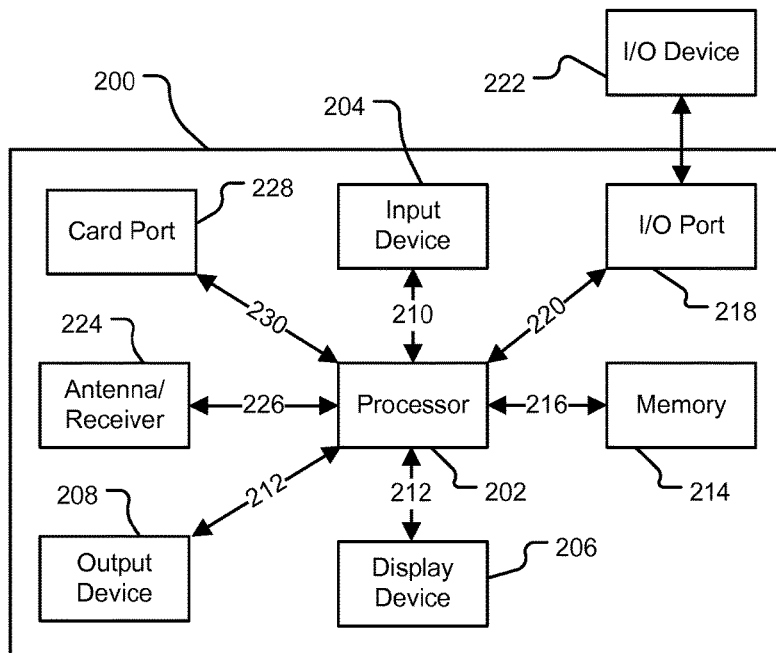 I/O Device
222
200
204
228
Card Port
Input
Device
I/O Port
218
230
210
220
224
Antenna/
Receiver
226
Processor
216
Memory
214
212
212
202
208
Output
Device
206
Display
Device